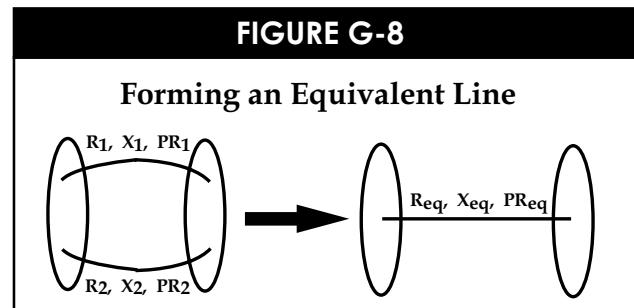 FIGURE G-8
Forming an Equivalent Line
R1, X1, PR1
Req, Xeq, PReq
R2, X2, PR2